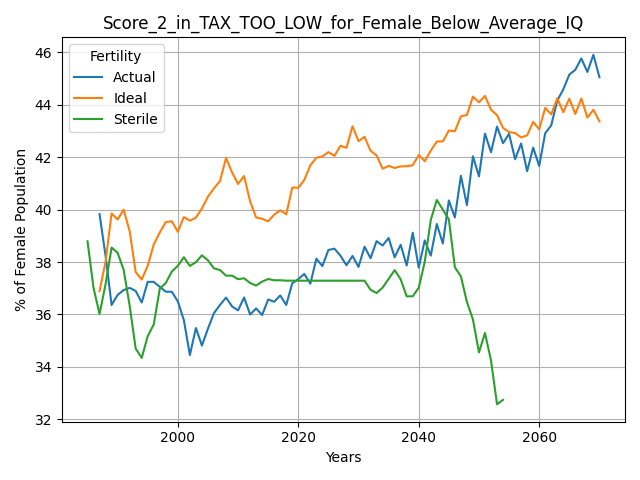 Score_2_in_TAX_TOO_LOW_for_Female_Below_Average_IQ
Fertility
Actual
Ideal
Sterile
% of Female Population
46
44
42
40
38
36
34
32
2000
2020
2040
2060
Years